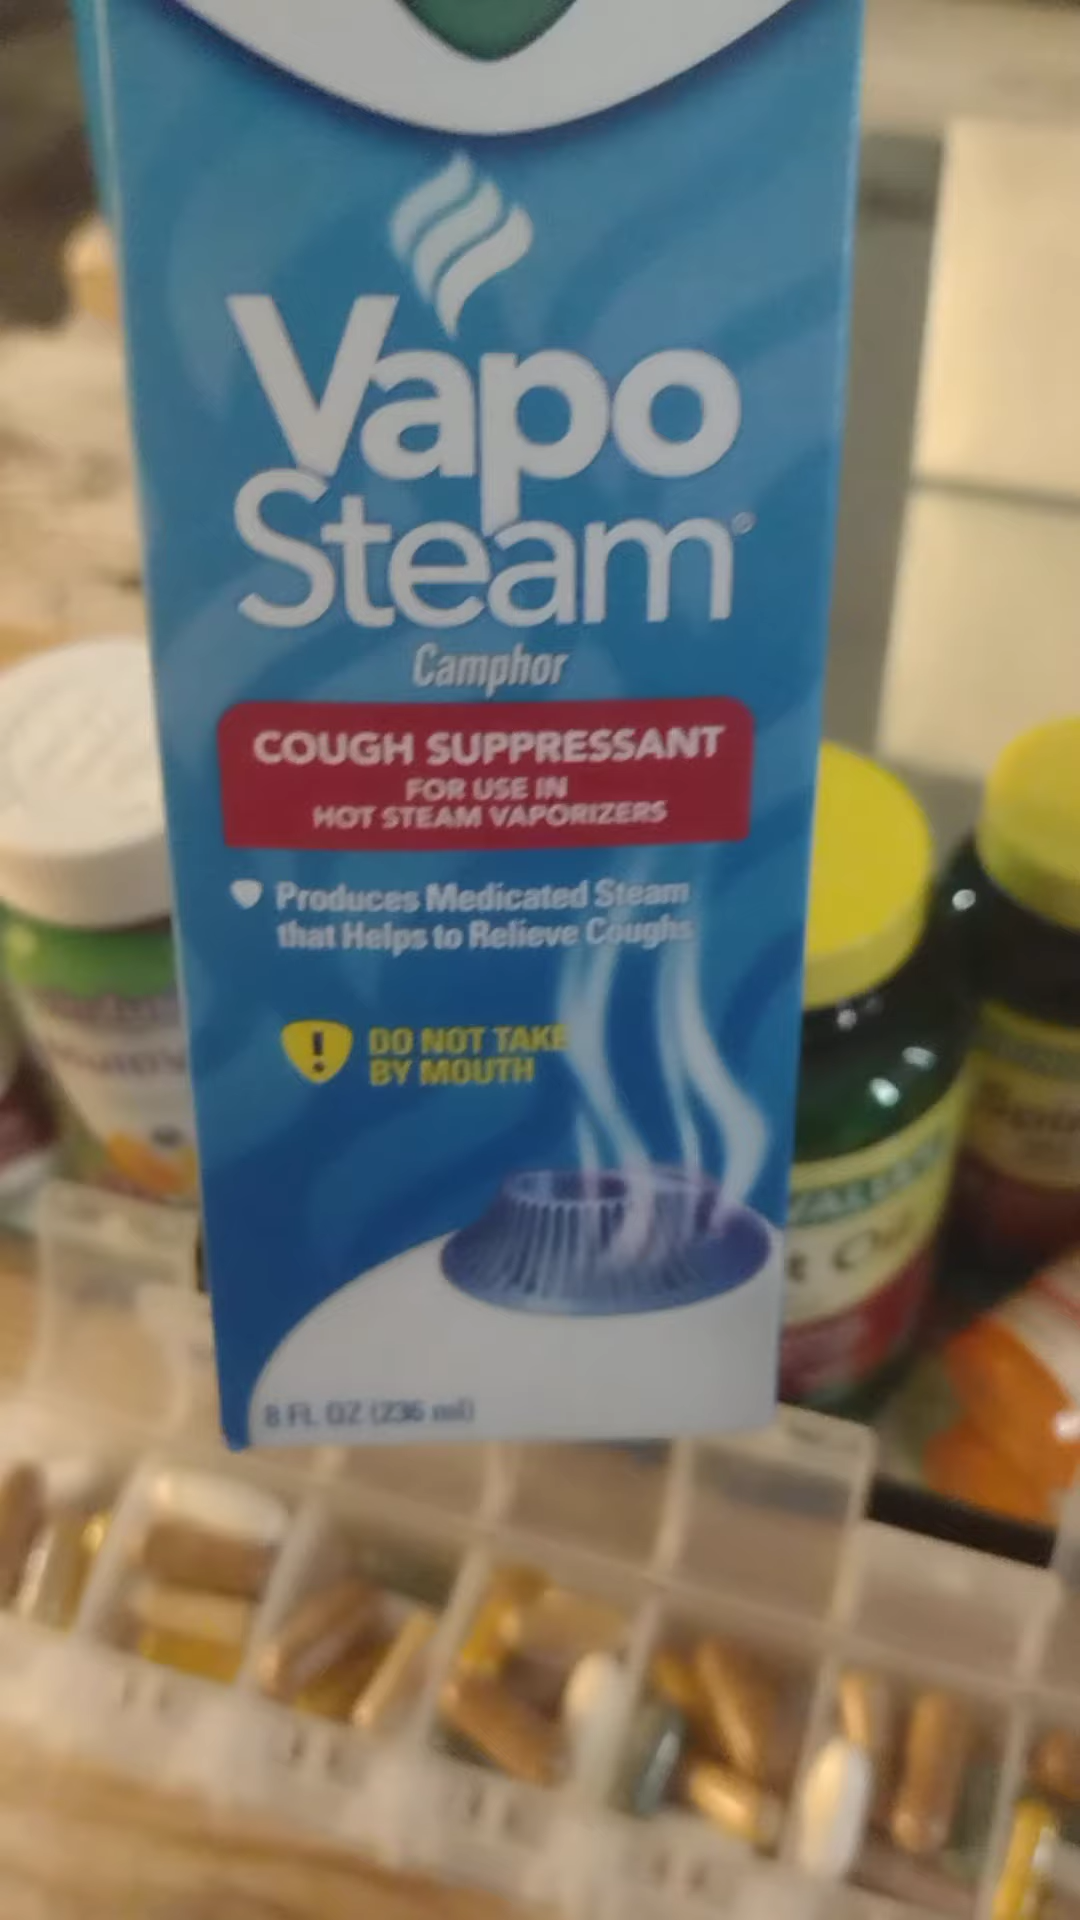 Vapo
Steam®
Camphor
COUGH SUPPRESSANT
FOR USE IN
HOT STEAM VAPORIZERS
Produces Medicated Steam
that Helps to Relieve Coughs
DO NOT TAKE
BY MOUTH
8 FL OZ (236 ml)